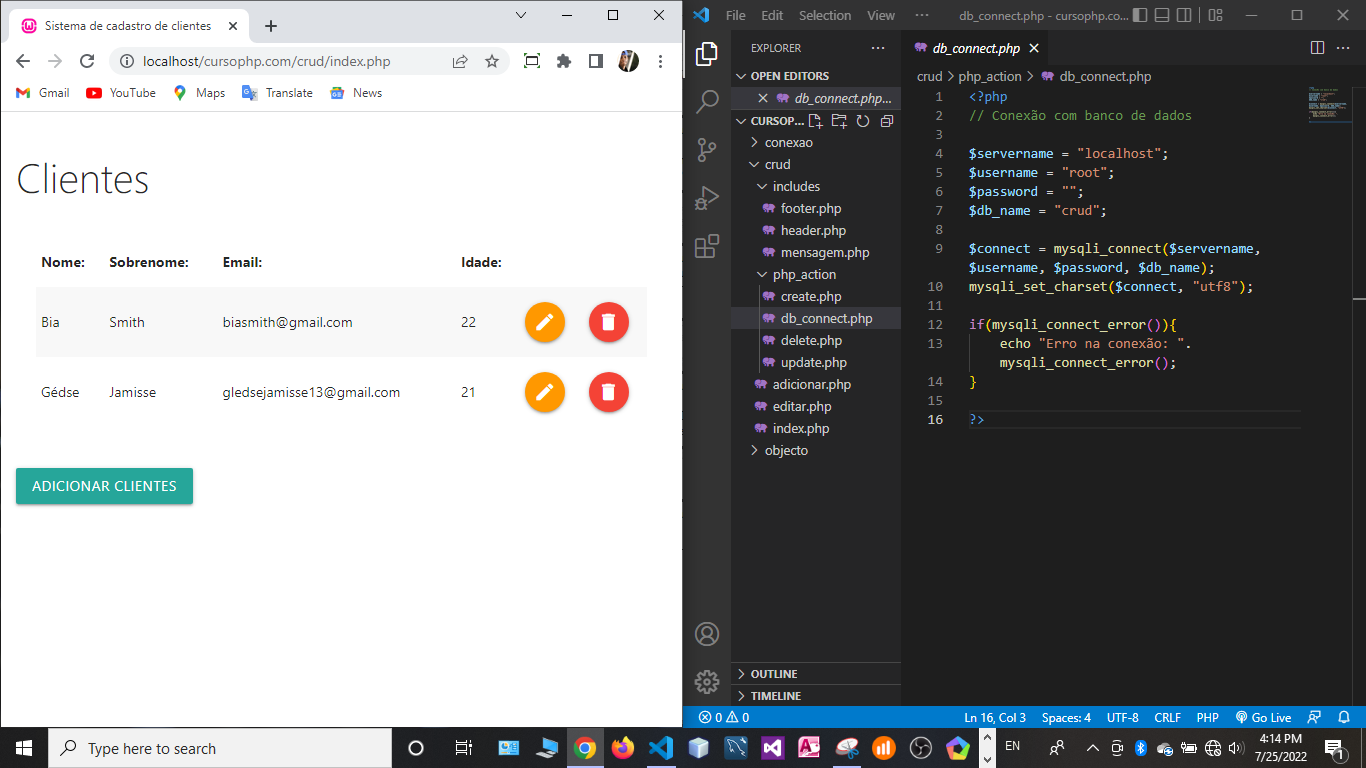 Sistema de cadastro de clientes
localhost/cursophp.com/crud/index.php
Gmail YouTube Maps Translate News
Clientes
Nome: Sobrenome: Email: Idade:
Bia Smith biasmith@gmail.com 22
Gédse Jamisse gledsejamisse13@gmail.com 21
ADICIONAR CLIENTES
File Edit Selection View ··· db_connect.php - cursophp.co...
EXPLORER ···
OPEN EDITORS
db_connect.php...
CURSOP...
conexao
crud
includes
footer.php
header.php
mensagem.php
php_action
create.php
db_connect.php
delete.php
update.php
adicionar.php
editar.php
index.php
objecto
OUTLINE
TIMELINE
db_connect.php
crud > php_action > db_connect.php
1 <?php
2 // Conexão com banco de dados
3
4 $servername = "localhost";
5 $username = "root";
6 $password = "";
7 $db_name = "crud";
8
9 $connect = mysqli_connect($servername,
$username, $password, $db_name);
10 mysqli_set_charset($connect, "utf8");
11
12 if(mysqli_connect_error()){
13 echo "Erro na conexão: ".
mysqli_connect_error();
14 }
15
16 ?>
0 0 Ln 16, Col 3 Spaces: 4 UTF-8 CRLF PHP Go Live
Type here to search
EN
4:14 PM
7/25/2022
1